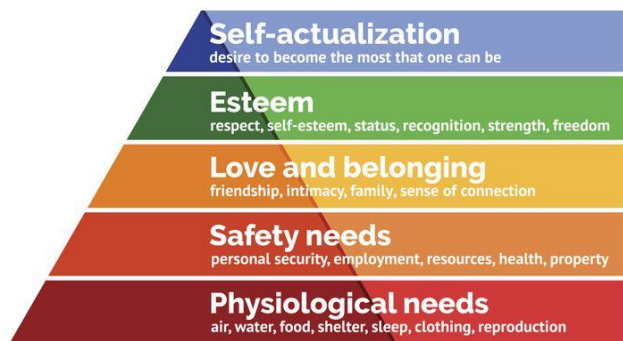 Self-actualization
desire to become the most that one can be
Esteem
respect, self-esteem, status, recognition, strength, freedom
Love and belonging
friendship, intimacy, family, sense of connection
Safety needs
personal security, employment, resources, health, property
Physiological needs
air, water, food, shelter, sleep, clothing, reproduction